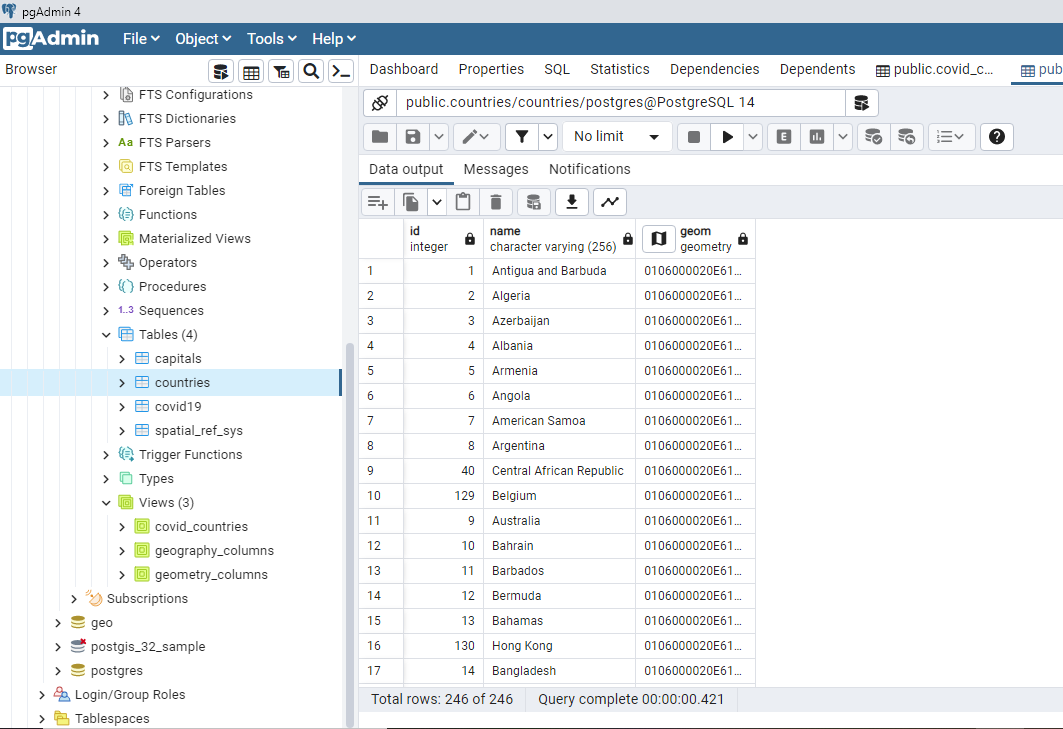 pgAdmin 4
pgAdmin
File Object Tools Help
Browser
Dashboard Properties SQL Statistics Dependencies Dependents public.covid_c... pub
FTS Configurations
FTS Dictionaries
Aa FTS Parsers
FTS Templates
Foreign Tables
Functions
Materialized Views
Operators
Procedures
1..3 Sequences
Tables (4)
capitals
countries
covid19
spatial_ref_sys
Trigger Functions
Types
Views (3)
covid_countries
geography_columns
geometry_columns
Subscriptions
geo
postgis_32_sample
postgres
Login/Group Roles
Tablespaces
public.countries/countries/postgres@PostgreSQL 14
No limit
E
Data output Messages Notifications
id name geom
integer character varying (256) geometry
1 1 Antigua and Barbuda 0106000020E61...
2 2 Algeria 0106000020E61...
3 3 Azerbaijan 0106000020E61...
4 4 Albania 0106000020E61...
5 5 Armenia 0106000020E61...
6 6 Angola 0106000020E61...
7 7 American Samoa 0106000020E61...
8 8 Argentina 0106000020E61...
9 40 Central African Republic 0106000020E61...
10 129 Belgium 0106000020E61...
11 9 Australia 0106000020E61...
12 10 Bahrain 0106000020E61...
13 11 Barbados 0106000020E61...
14 12 Bermuda 0106000020E61...
15 13 Bahamas 0106000020E61...
16 130 Hong Kong 0106000020E61...
17 14 Bangladesh 0106000020E61...
Total rows: 246 of 246 Query complete 00:00:00.421